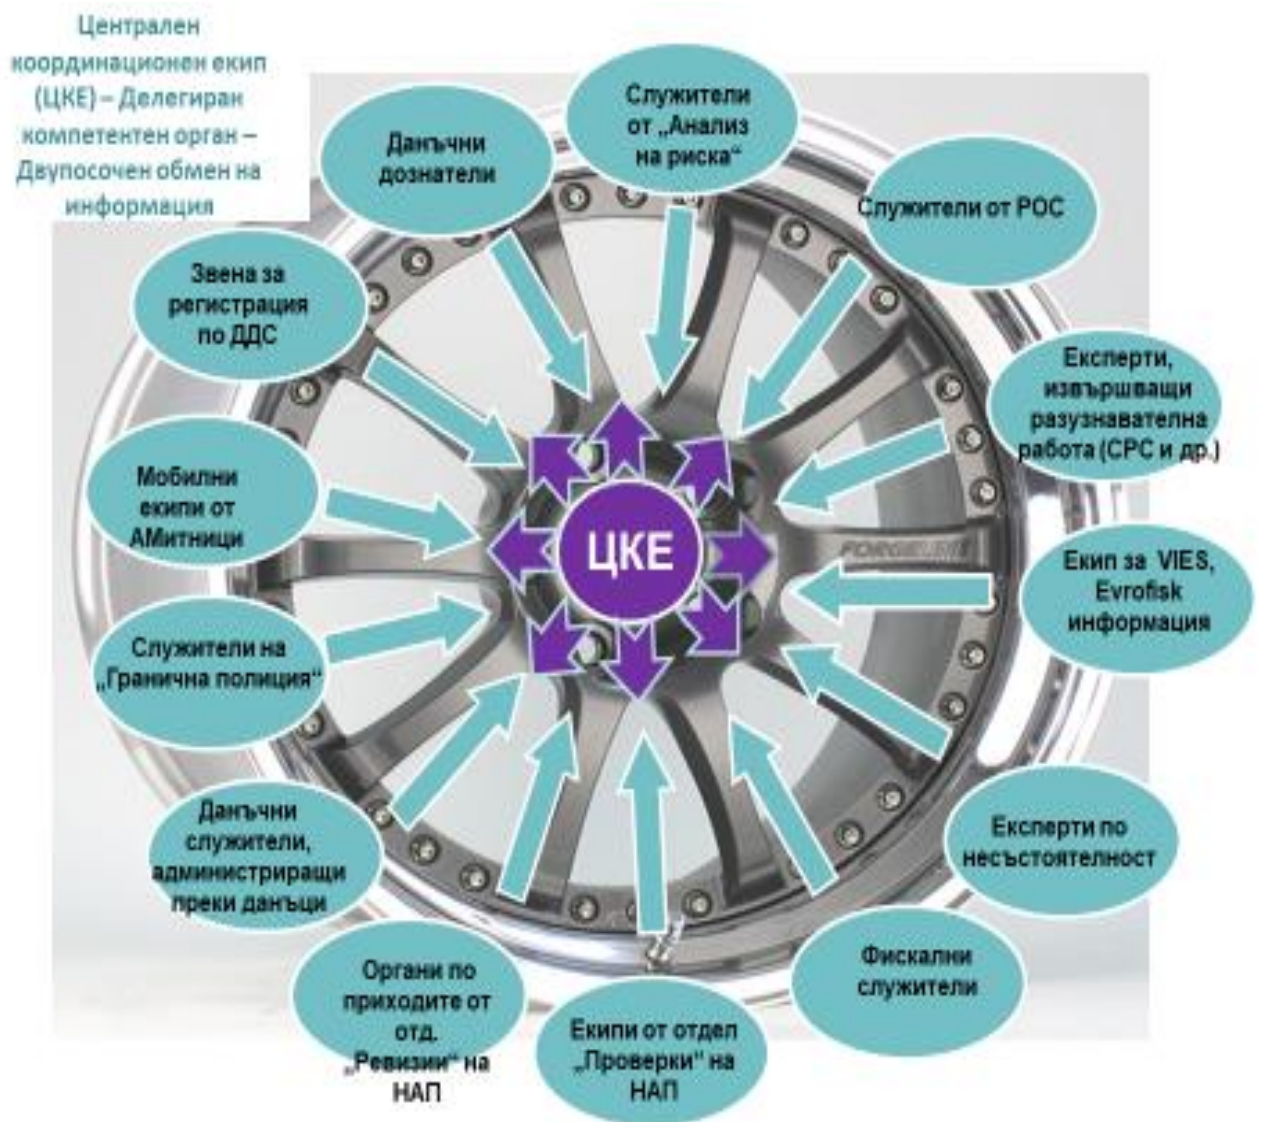 Централен
координационен екип
(ЦКЕ) – Делегиран
компетентен орган –
Двупосочен обмен на
информация
Служители
от „Анализ
на риска“
Данъчни
дознатели
Служители от РОС
Звена за
регистрация
по ДДС
Експерти,
извършващи
разузнавателна
работа (СРС и др.)
Мобилни
екипи от
АМитници
ЦКЕ
Екип за VIES,
Evrofisk
информация
Служители на
„Гранична полиция“
Данъчни
служители,
администриращи
преки данъци
Експерти по
несъстоятелност
Органи по
приходите от
отд.
„Ревизии“ на
НАП
Екипи от отдел
„Проверки“ на
НАП
Фискални
служители